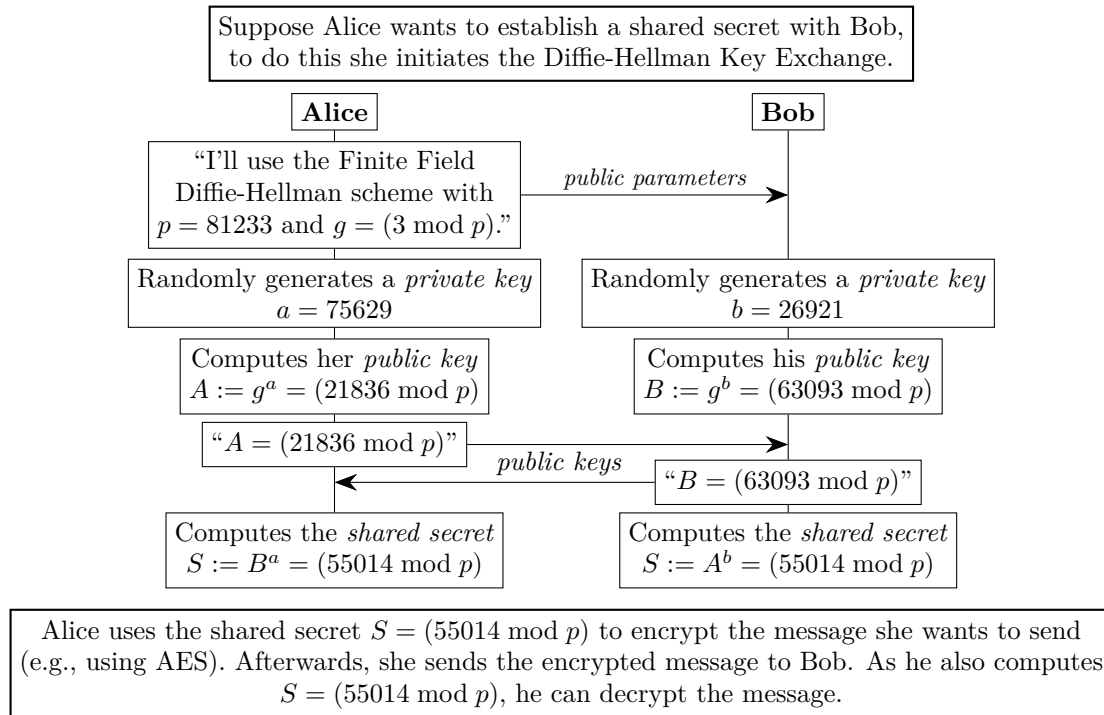 Suppose Alice wants to establish a shared secret with Bob,
to do this she initiates the Diffie-Hellman Key Exchange.
Alice
Bob
“I'll use the Finite Field
Diffie-Hellman scheme with
p = 81233 and g = (3 mod p).”
public parameters
Randomly generates a private key
a = 75629
Randomly generates a private key
b = 26921
Computes her public key
A := gᵃ = (21836 mod p)
Computes his public key
B := gᵇ = (63093 mod p)
“A = (21836 mod p)”
public keys
“B = (63093 mod p)”
Computes the shared secret
S := Bᵃ = (55014 mod p)
Computes the shared secret
S := Aᵇ = (55014 mod p)
Alice uses the shared secret S = (55014 mod p) to encrypt the message she wants to send
(e.g., using AES). Afterwards, she sends the encrypted message to Bob. As he also computes
S = (55014 mod p), he can decrypt the message.